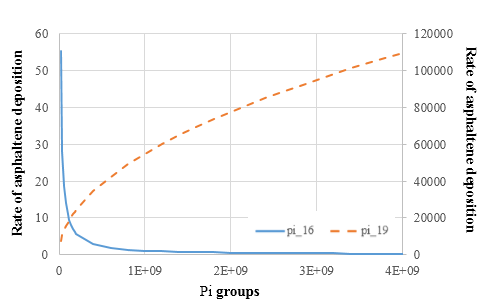 60
50
40
30
20
10
0
120000
100000
80000
60000
40000
20000
0
0
1E+09
2E+09
3E+09
4E+09
Rate of asphaltene deposition
Rate of asphaltene deposition
pi_16
pi_19
Pi groups